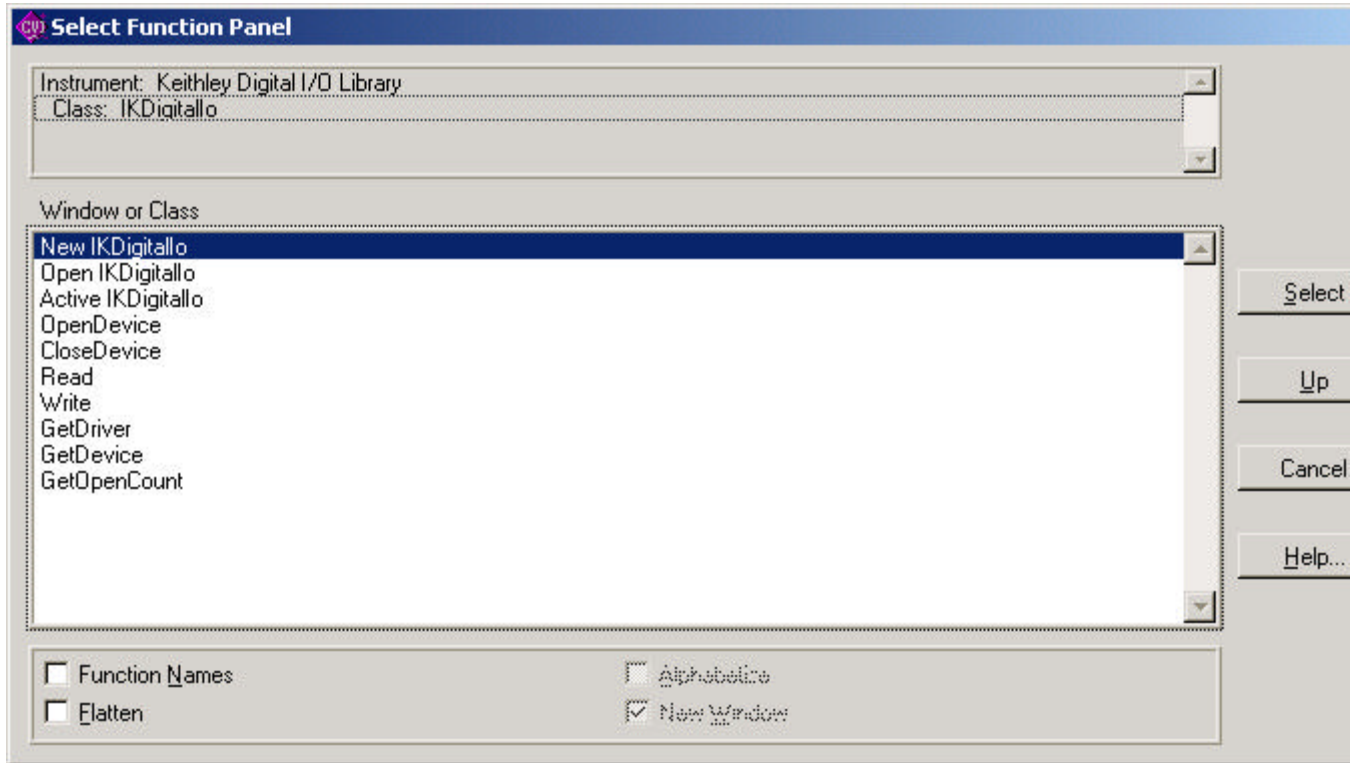 CVI Select Function Panel
Instrument: Keithley Digital I/O Library
Class: IKDigitalIo
Window or Class
New IKDigitalIo
Open IKDigitalIo
Active IKDigitalIo
OpenDevice
CloseDevice
Read
Write
GetDriver
GetDevice
GetOpenCount
Select
Up
Cancel
Help...
Function Names
Alphabetize
Flatten
New Window